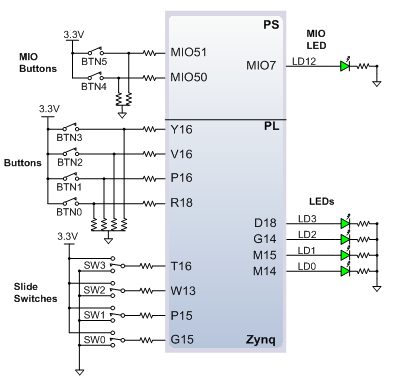 PS
MIO
Buttons
3.3V
BTN5
BTN4
MIO51
MIO50
MIO7
MIO
LED
LD12
PL
Buttons
3.3V
BTN3
BTN2
BTN1
BTN0
Y16
V16
P16
R18
LEDs
D18
LD3
G14
LD2
M15
LD1
M14
LD0
Slide
Switches
3.3V
SW3
SW2
SW1
SW0
T16
W13
P15
G15
Zynq